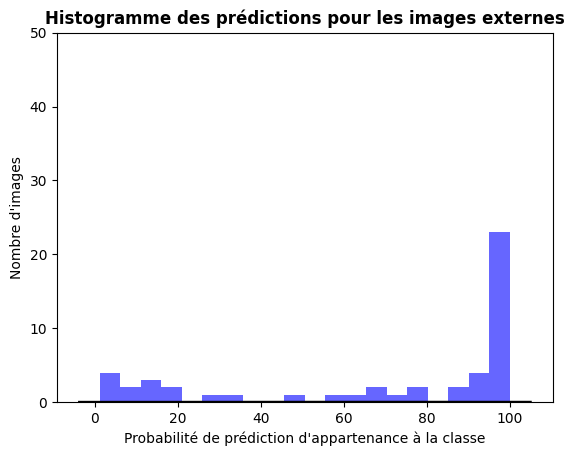 Histogramme des prédictions pour les images externes
50
40
30
20
10
0
Nombre d'images
0 20 40 60 80 100
Probabilité de prédiction d'appartenance à la classe